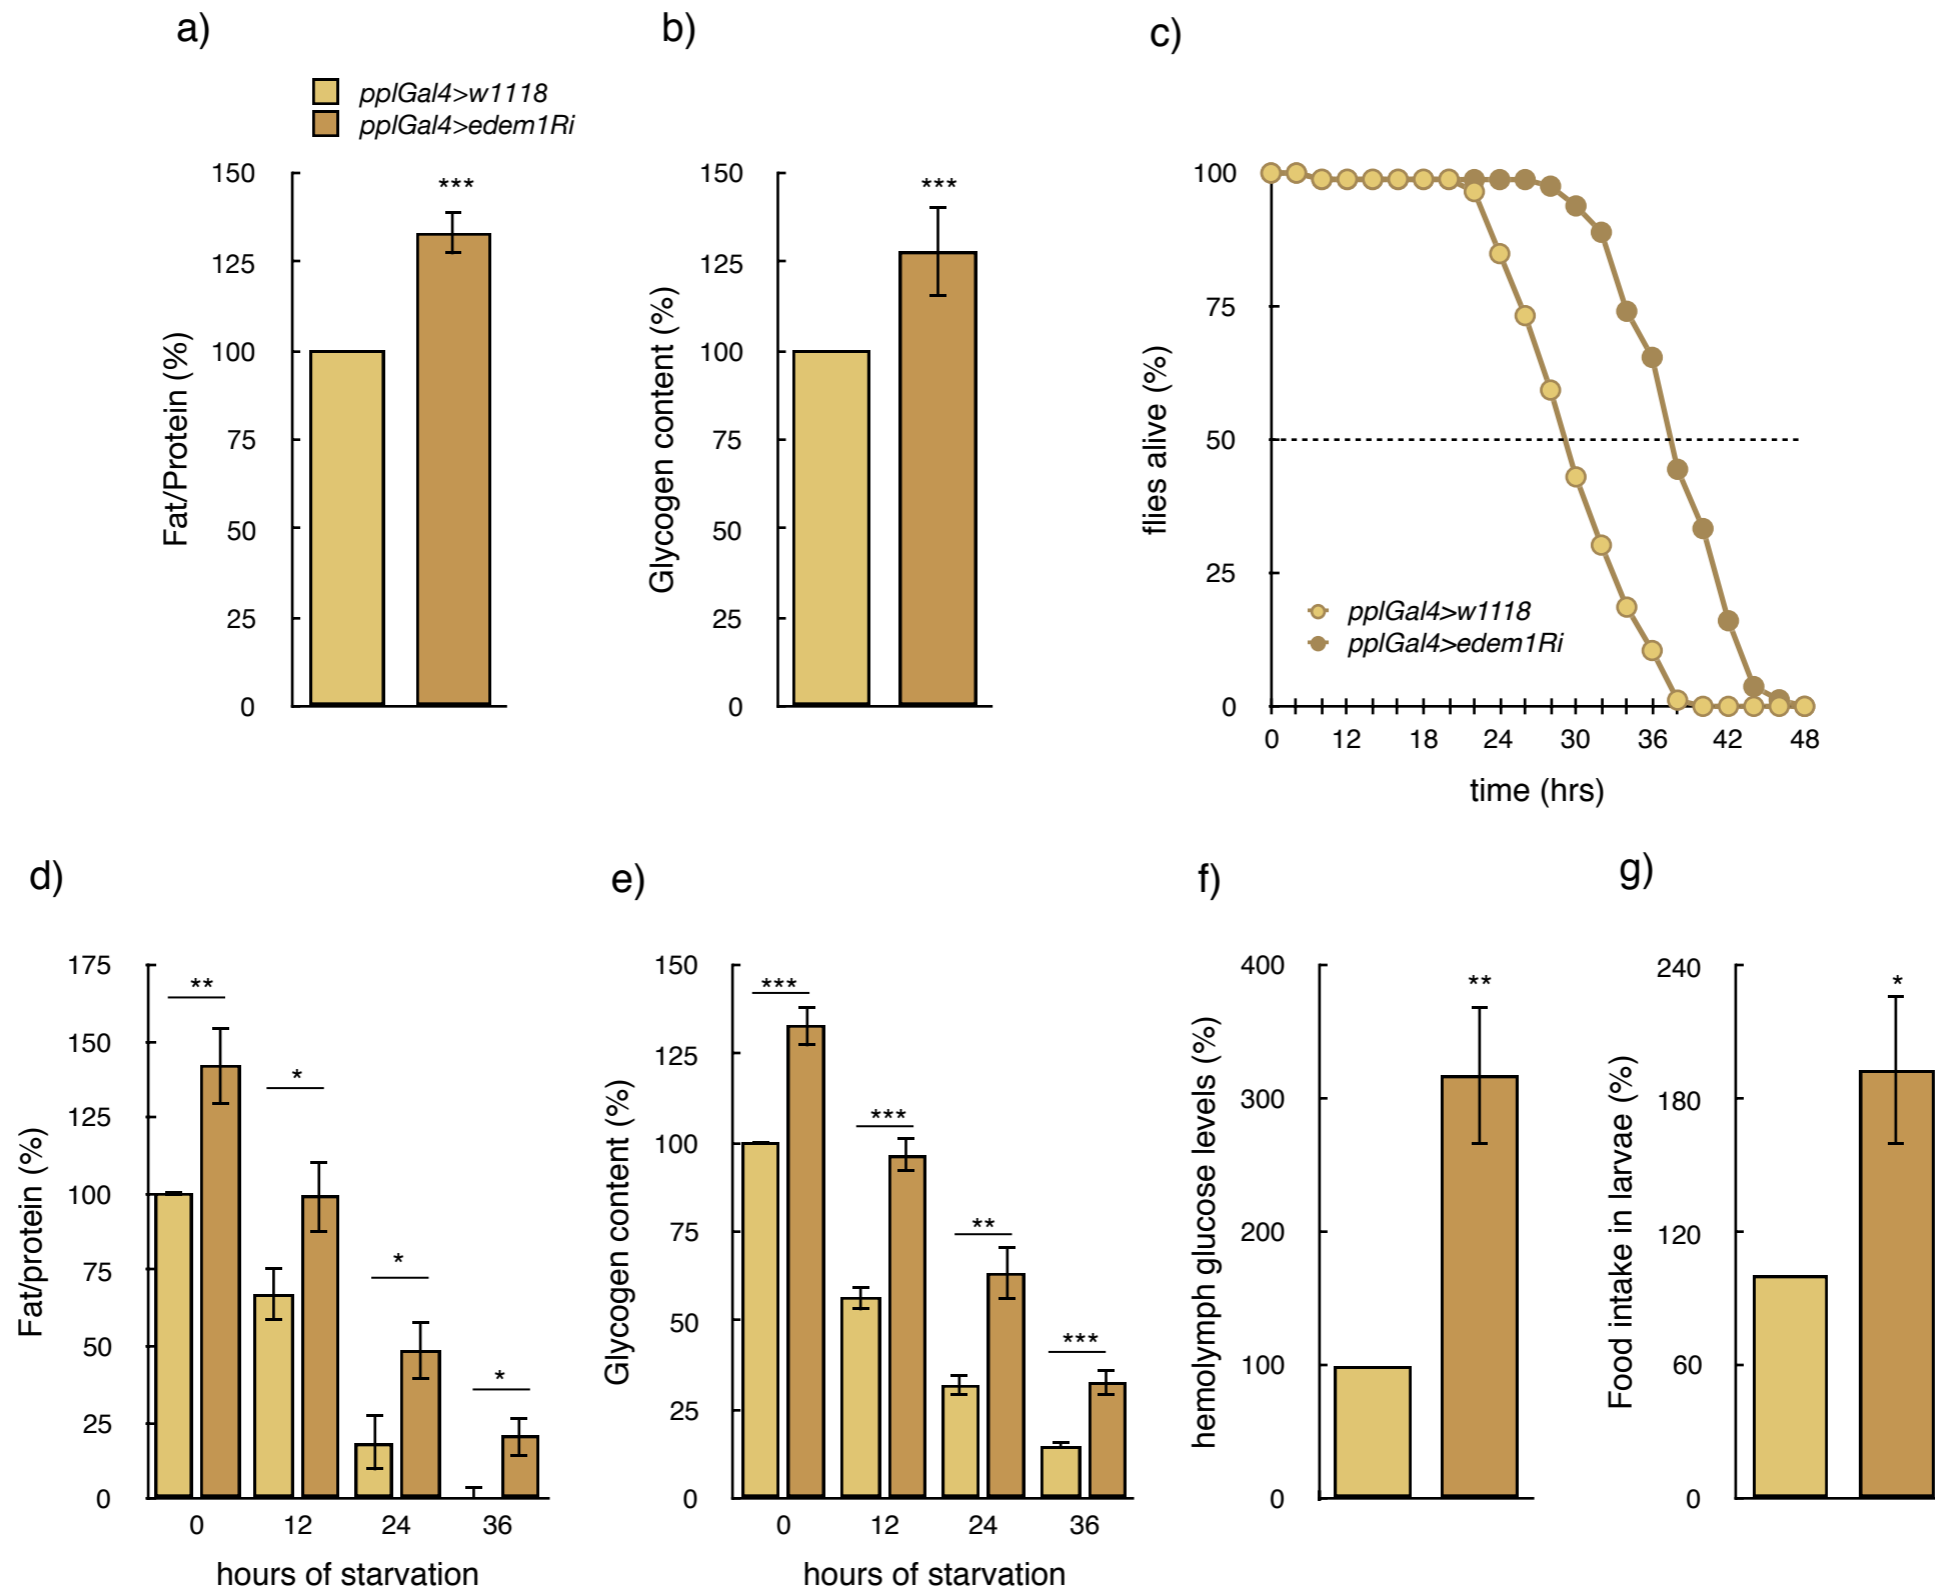 a)
pplGal4>w1118
pplGal4>edem1Ri
150
***
125
100
75
50
25
0
Fat/Protein (%)
b)
150
***
125
100
75
50
25
0
Glycogen content (%)
c)
100
75
50
25
0
flies alive (%)
pplGal4>w1118
pplGal4>edem1Ri
0 12 18 24 30 36 42 48
time (hrs)
d)
175
150
125
100
75
50
25
0
Fat/protein (%)
**
*
*
*
0 12 24 36
hours of starvation
e)
150
125
100
75
50
25
0
Glycogen content (%)
***
***
**
***
0 12 24 36
hours of starvation
f)
400
300
200
100
0
hemolymph glucose levels (%)
**
g)
240
180
120
60
0
Food intake in larvae (%)
*